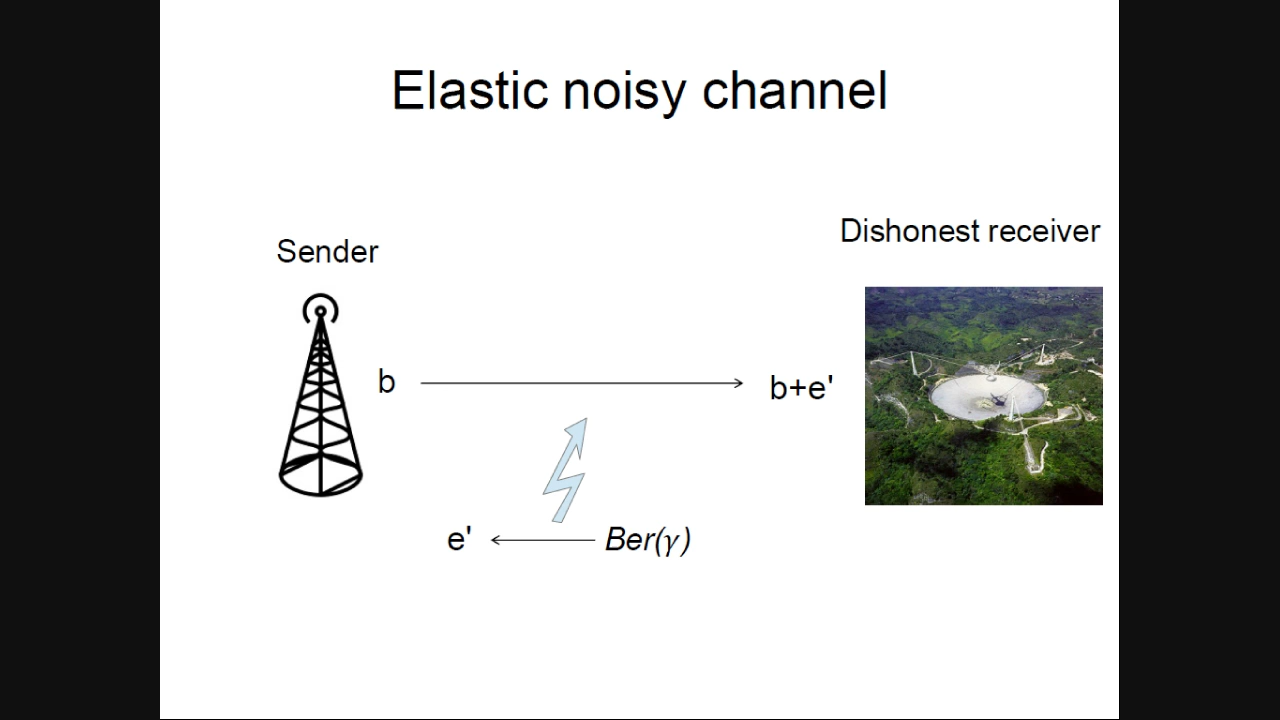 Elastic noisy channel
Dishonest receiver
Sender
b
b+e'
e'
Ber(γ)